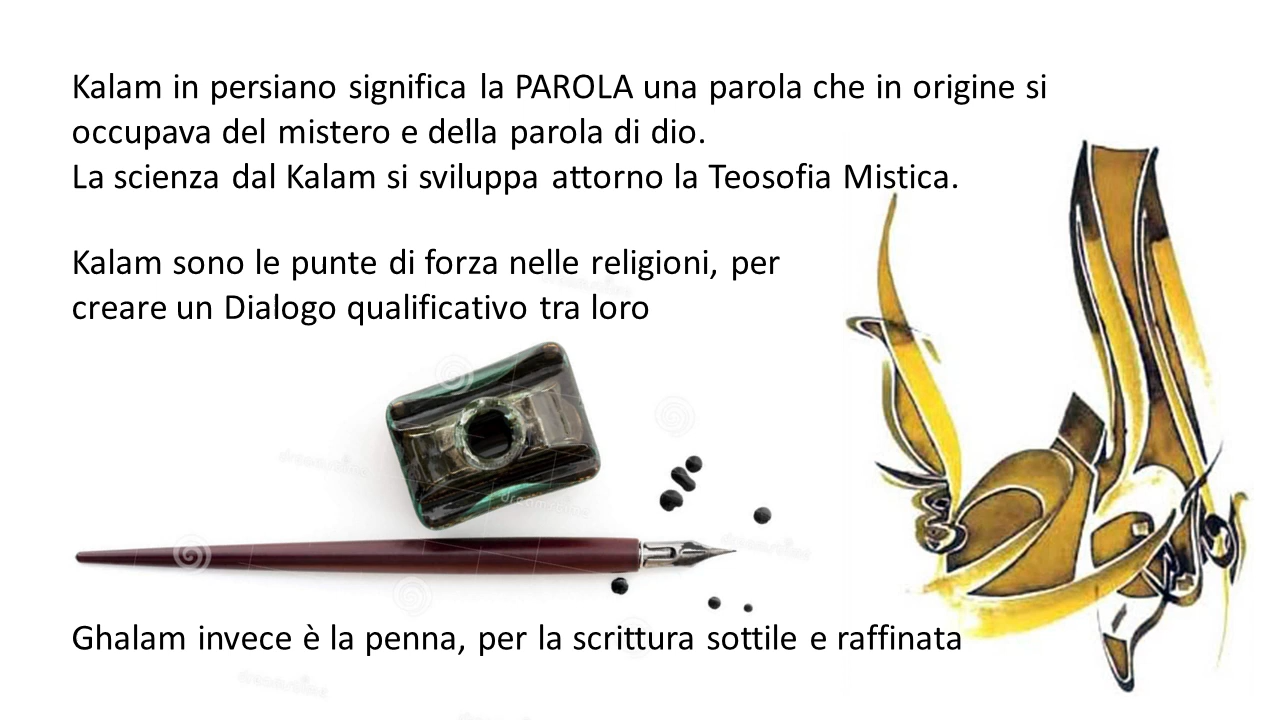 Kalam in persiano significa la PAROLA una parola che in origine si
occupava del mistero e della parola di dio.
La scienza dal Kalam si sviluppa attorno la Teosofia Mistica.
Kalam sono le punte di forza nelle religioni, per
creare un Dialogo qualificativo tra loro
Ghalam invece è la penna, per la scrittura sottile e raffinata